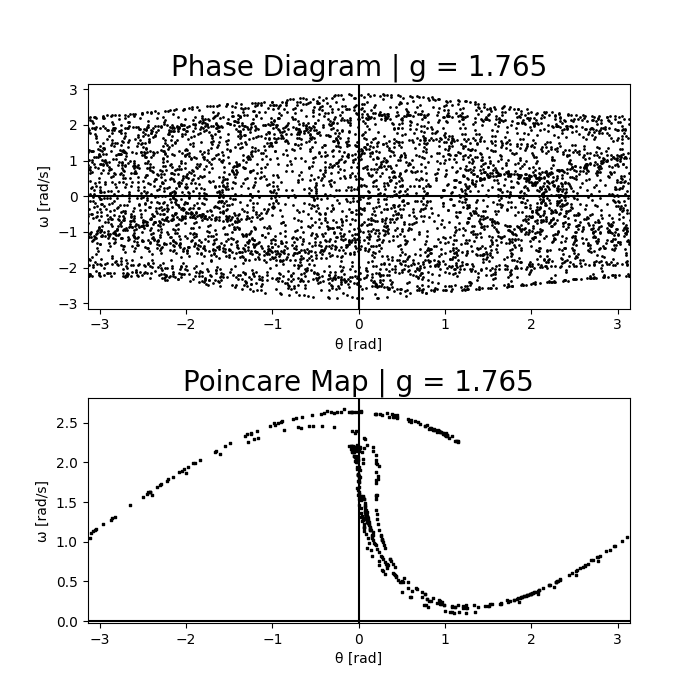 Phase Diagram | g = 1.765
3
2
1
0
−1
−2
−3
ω [rad/s]
−3 −2 −1 0 1 2 3
θ [rad]
Poincare Map | g = 1.765
2.5
2.0
1.5
1.0
0.5
0.0
ω [rad/s]
−3 −2 −1 0 1 2 3
θ [rad]